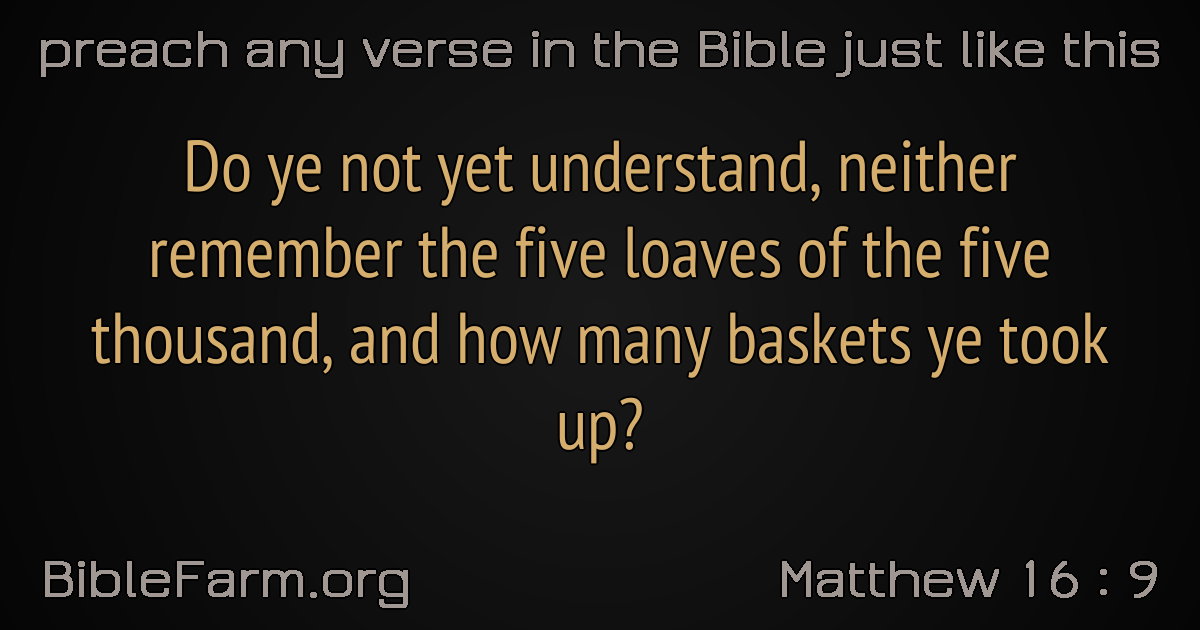 preach any verse in the Bible just like this
Do ye not yet understand, neither
remember the five loaves of the five
thousand, and how many baskets ye took
up?
BibleFarm.org
Matthew 16 : 9